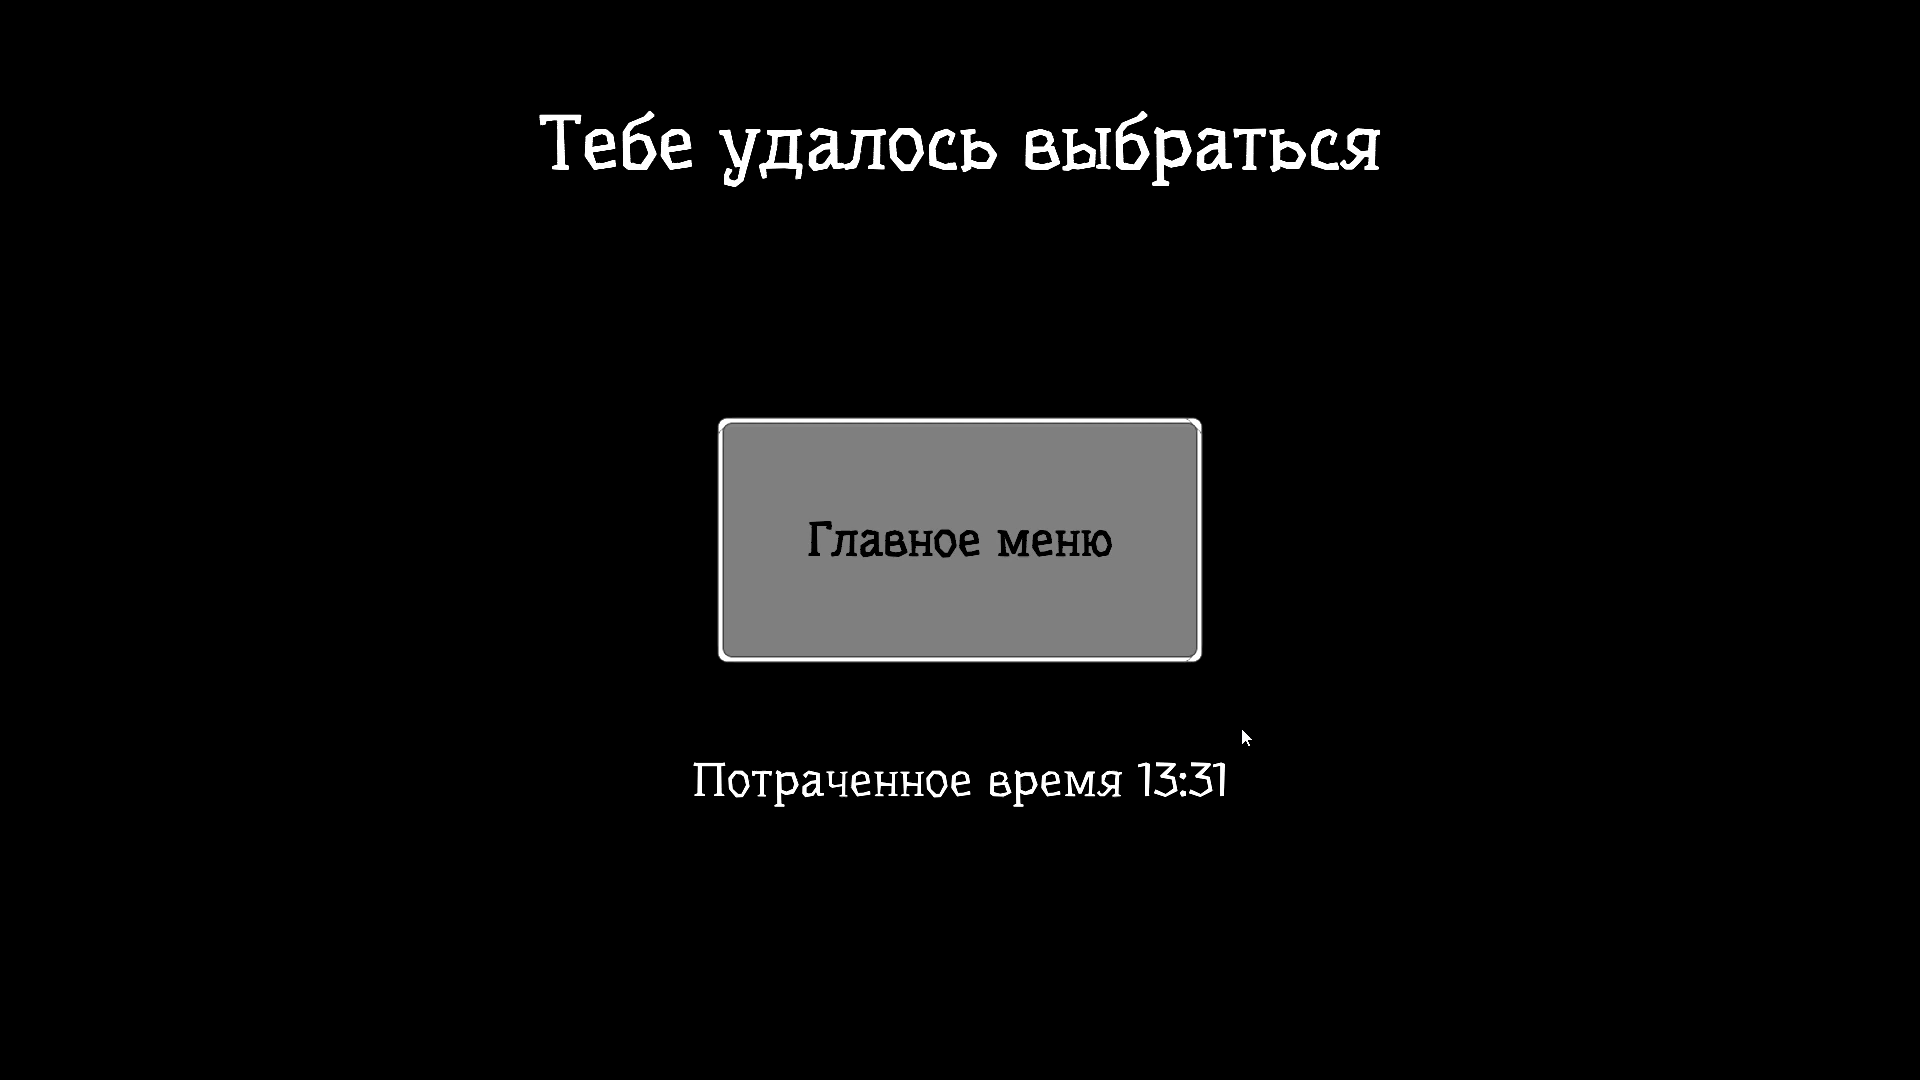 Тебе удалось выбраться
Главное меню
Потраченное время 13:31